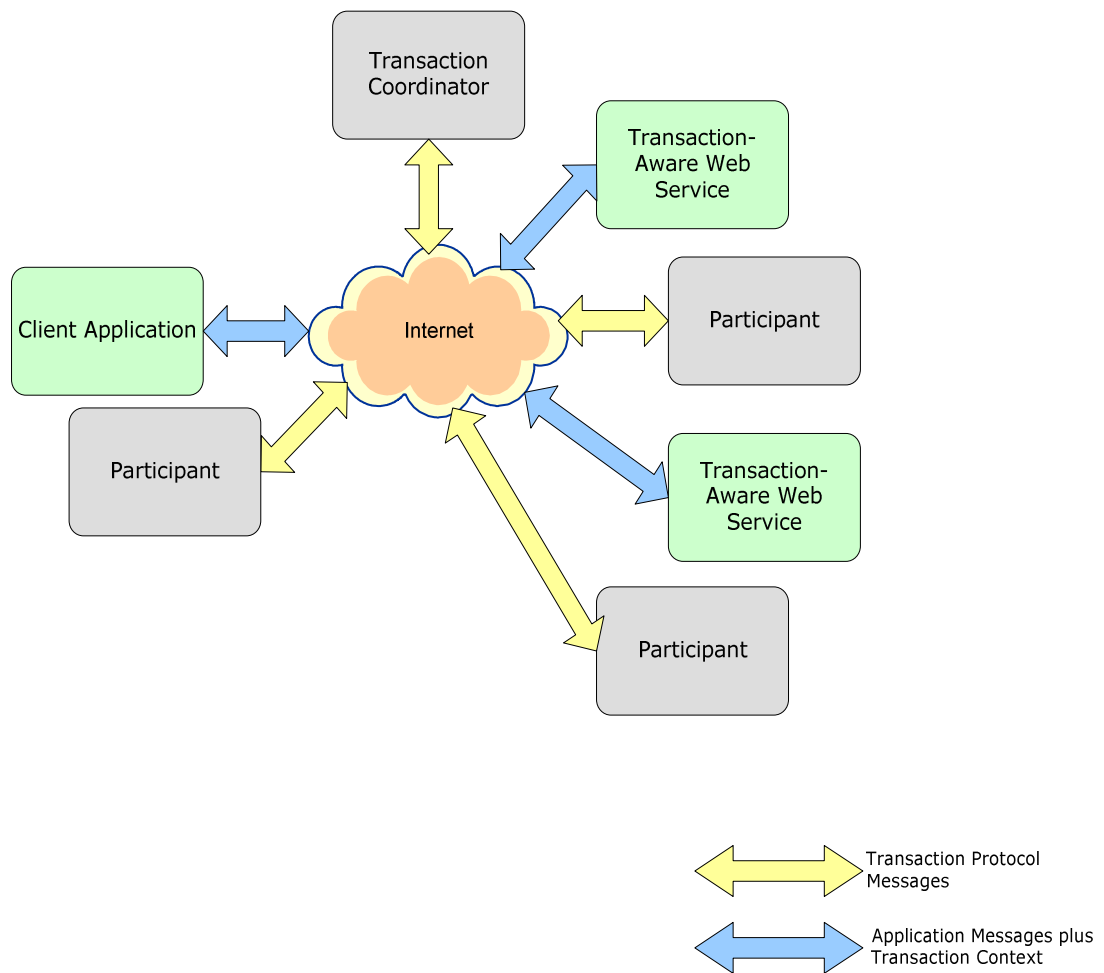 Transaction
Coordinator
Transaction-
Aware Web
Service
Client Application
Internet
Participant
Participant
Transaction-
Aware Web
Service
Participant
Transaction Protocol
Messages
Application Messages plus
Transaction Context